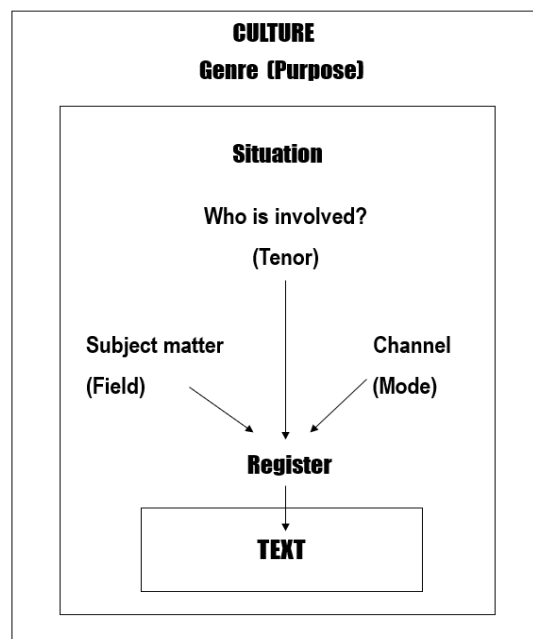 CULTURE
Genre (Purpose)
Situation
Who is involved?
(Tenor)
Subject matter
(Field)
Channel
(Mode)
Register
TEXT